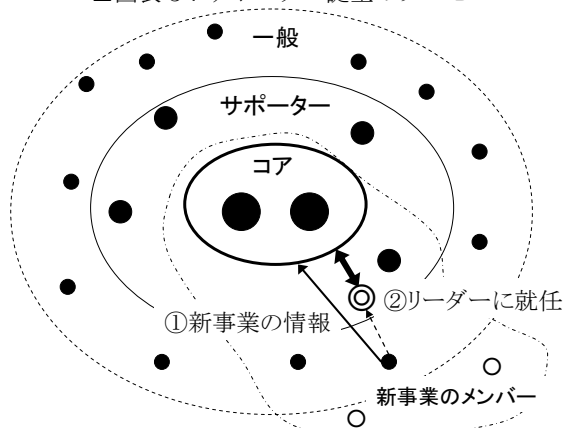 一般
サポーター
コア
②リーダーに就任
①新事業の情報
新事業のメンバー